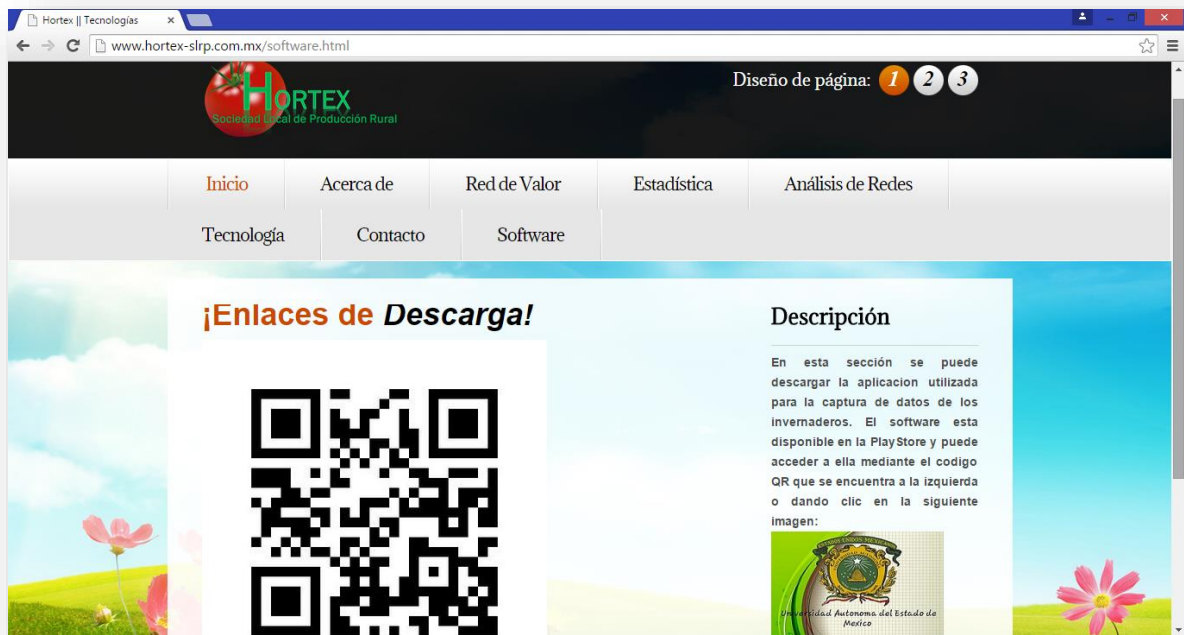 Hortex || Tecnologías
www.hortex-slrp.com.mx/software.html
HORTEX
Sociedad Local de Producción Rural
Diseño de página: 1 2 3
Inicio Acerca de Red de Valor Estadística Análisis de Redes
Tecnología Contacto Software
¡Enlaces de Descarga!
Descripción
En esta sección se puede
descargar la aplicacion utilizada
para la captura de datos de los
invernaderos. El software esta
disponible en la PlayStore y puede
acceder a ella mediante el codigo
QR que se encuentra a la izquierda
o dando clic en la siguiente
imagen:
ESTADOS UNIDOS MEXICANOS
Universidad Autonoma del Estado de
Mexico